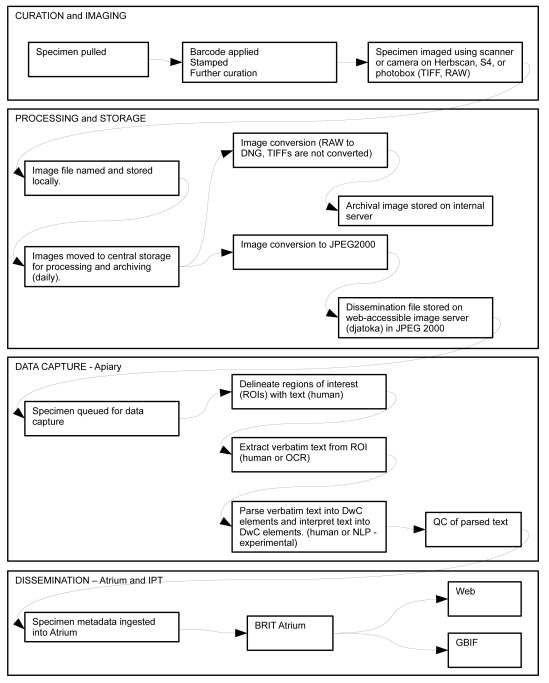 CURATION and IMAGING
Specimen pulled
Barcode applied
Stamped
Further curation
Specimen imaged using scanner
or camera on Herbscan, S4, or
photobox (TIFF, RAW)
PROCESSING and STORAGE
Image file named and stored
locally.
Images moved to central storage
for processing and archiving
(daily).
Image conversion (RAW to
DNG, TIFFs are not converted)
Archival image stored on internal
server
Image conversion to JPEG2000
Dissemination file stored on
web-accessible image server
(djatoka) in JPEG 2000
DATA CAPTURE - Apiary
Specimen queued for data
capture
Delineate regions of interest
(ROIs) with text (human)
Extract verbatim text from ROI
(human or OCR)
Parse verbatim text into DwC
elements and interpret text into
DwC elements. (human or NLP -
experimental)
QC of parsed text
DISSEMINATION – Atrium and IPT
Specimen metadata ingested
into Atrium
BRIT Atrium
Web
GBIF